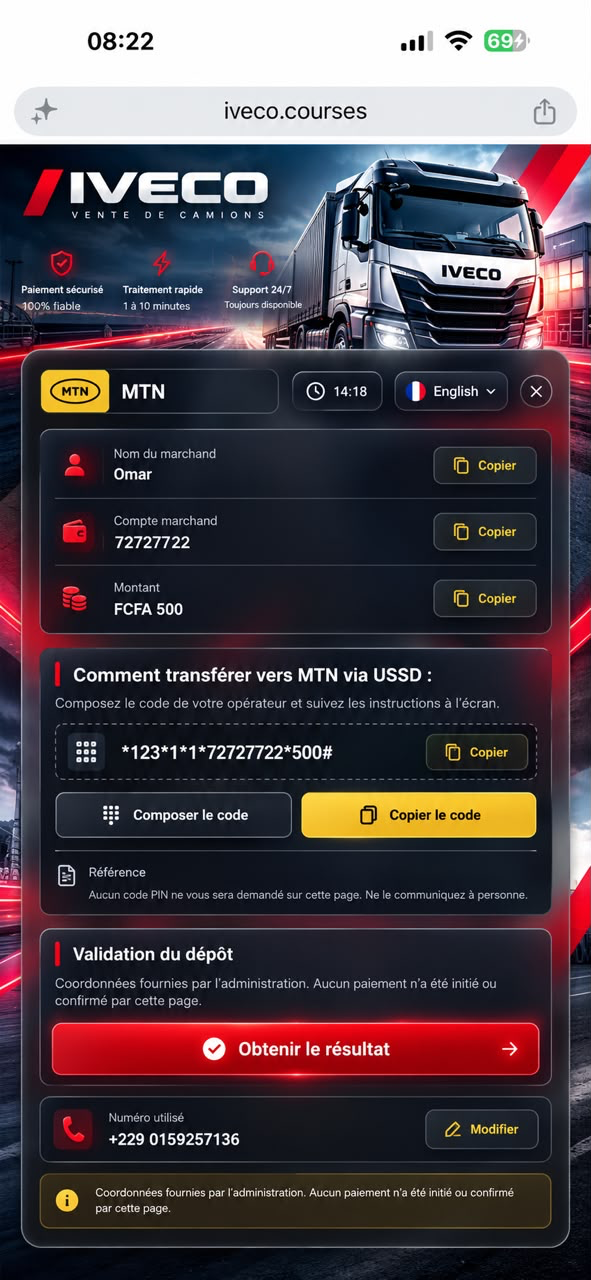 08:22
69
iveco.courses
IVECO
VENTE DE CAMIONS
Paiement sécurisé
100% fiable
Traitement rapide
1 à 10 minutes
Support 24/7
Toujours disponible
IVECO
MTN
MTN
14:18
English
Nom du marchand
Omar
Copier
Compte marchand
72727722
Copier
Montant
FCFA 500
Copier
Comment transférer vers MTN via USSD :
Composez le code de votre opérateur et suivez les instructions à l'écran.
*123*1*1*72727722*500#
Copier
Composer le code
Copier le code
Référence
Aucun code PIN ne vous sera demandé sur cette page. Ne le communiquez à personne.
Validation du dépôt
Coordonnées fournies par l'administration. Aucun paiement n'a été initié ou
confirmé par cette page.
Obtenir le résultat
Numéro utilisé
+229 0159257136
Modifier
Coordonnées fournies par l'administration. Aucun paiement n'a été initié ou confirmé
par cette page.